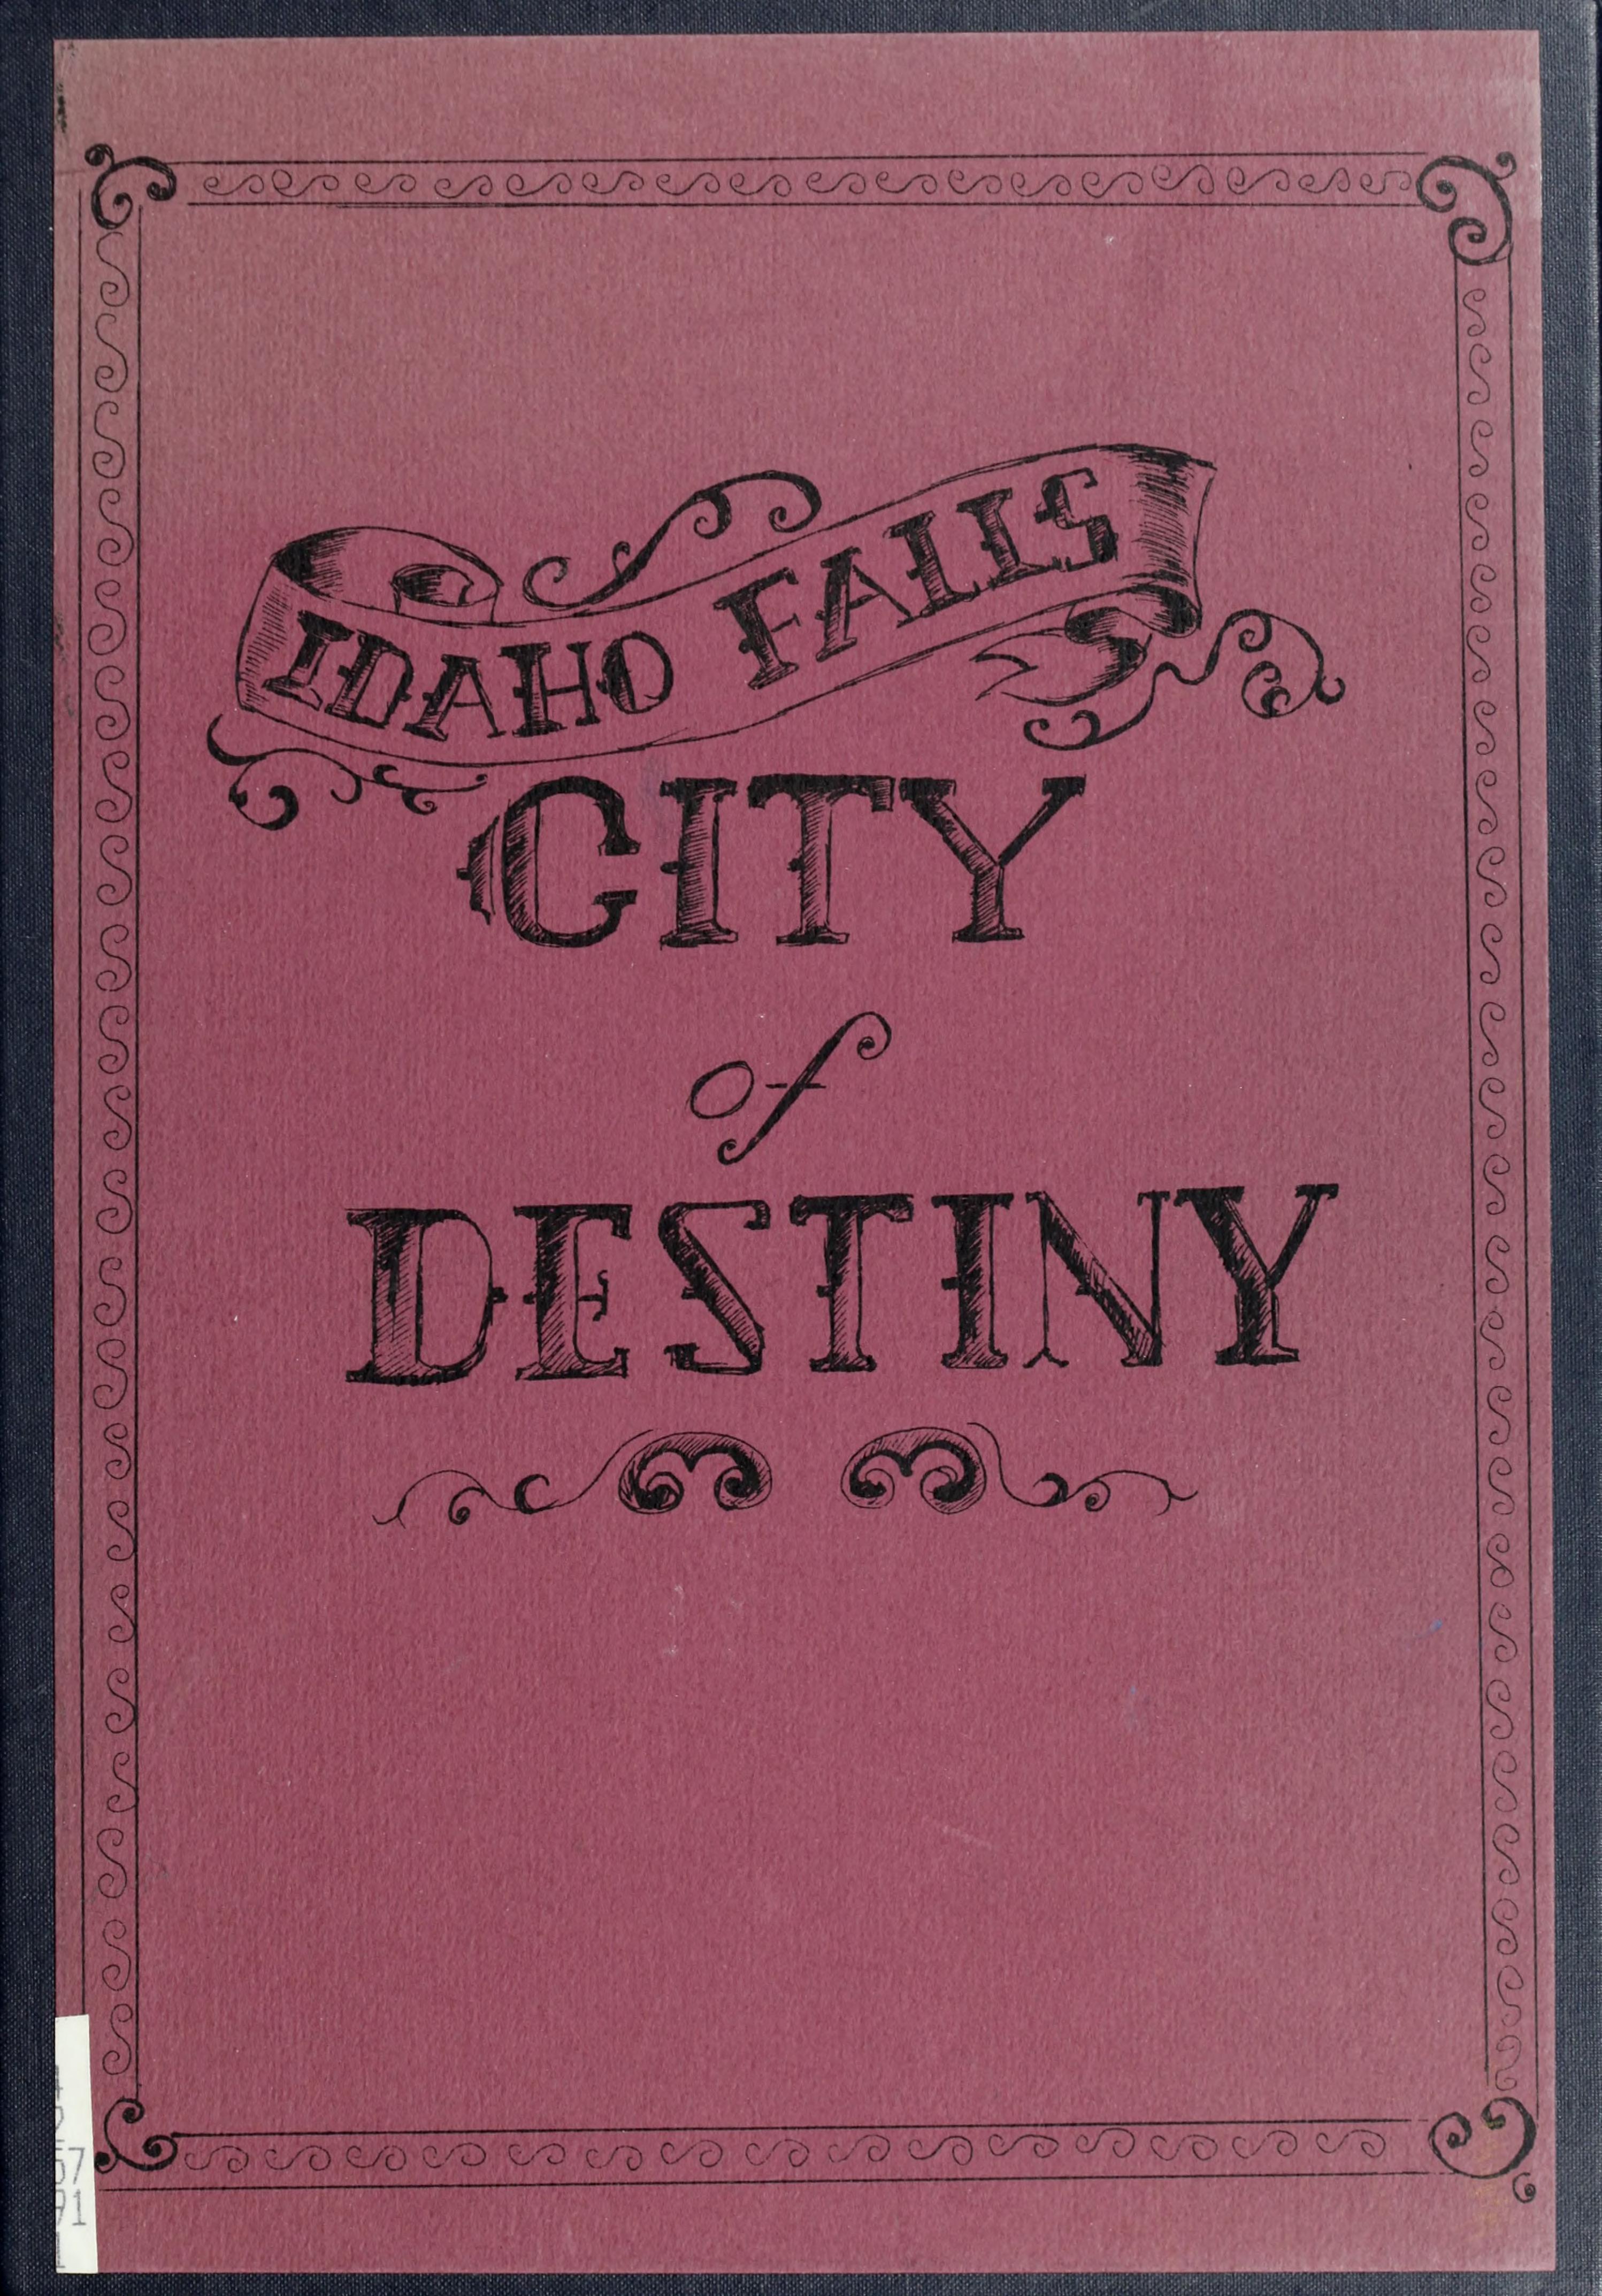 IDAHO FALLS
CITY
of
DESTINY